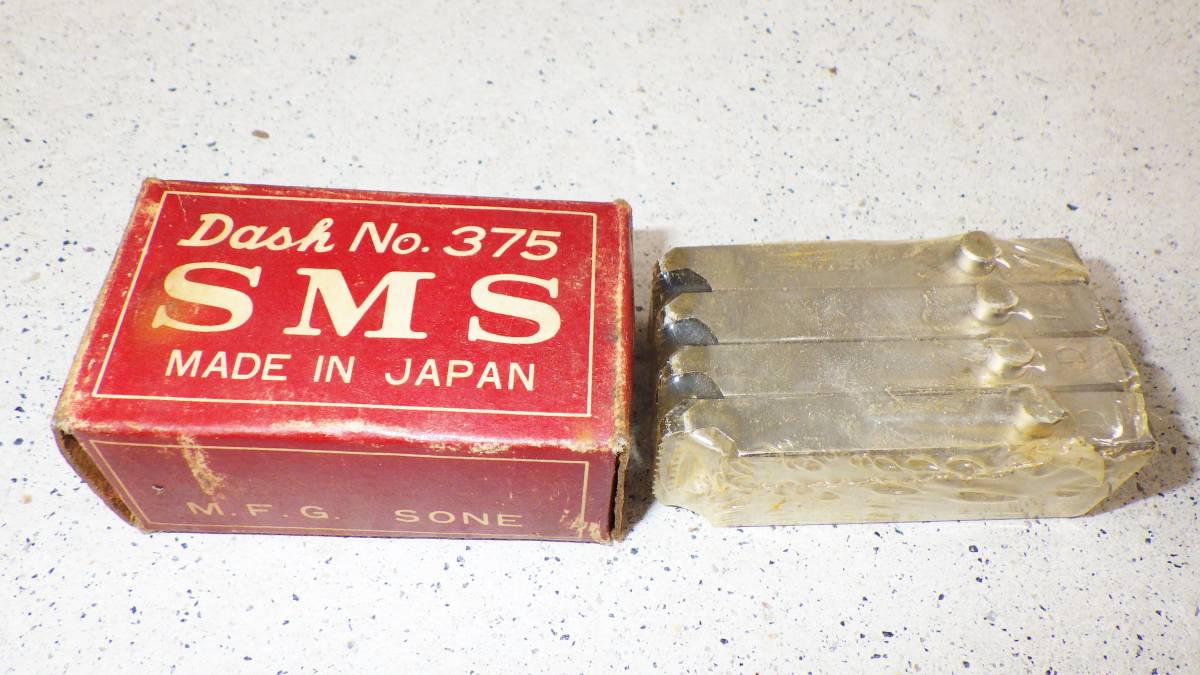 Dash No. 375
SMS
MADE IN JAPAN
M.F.G. SONE